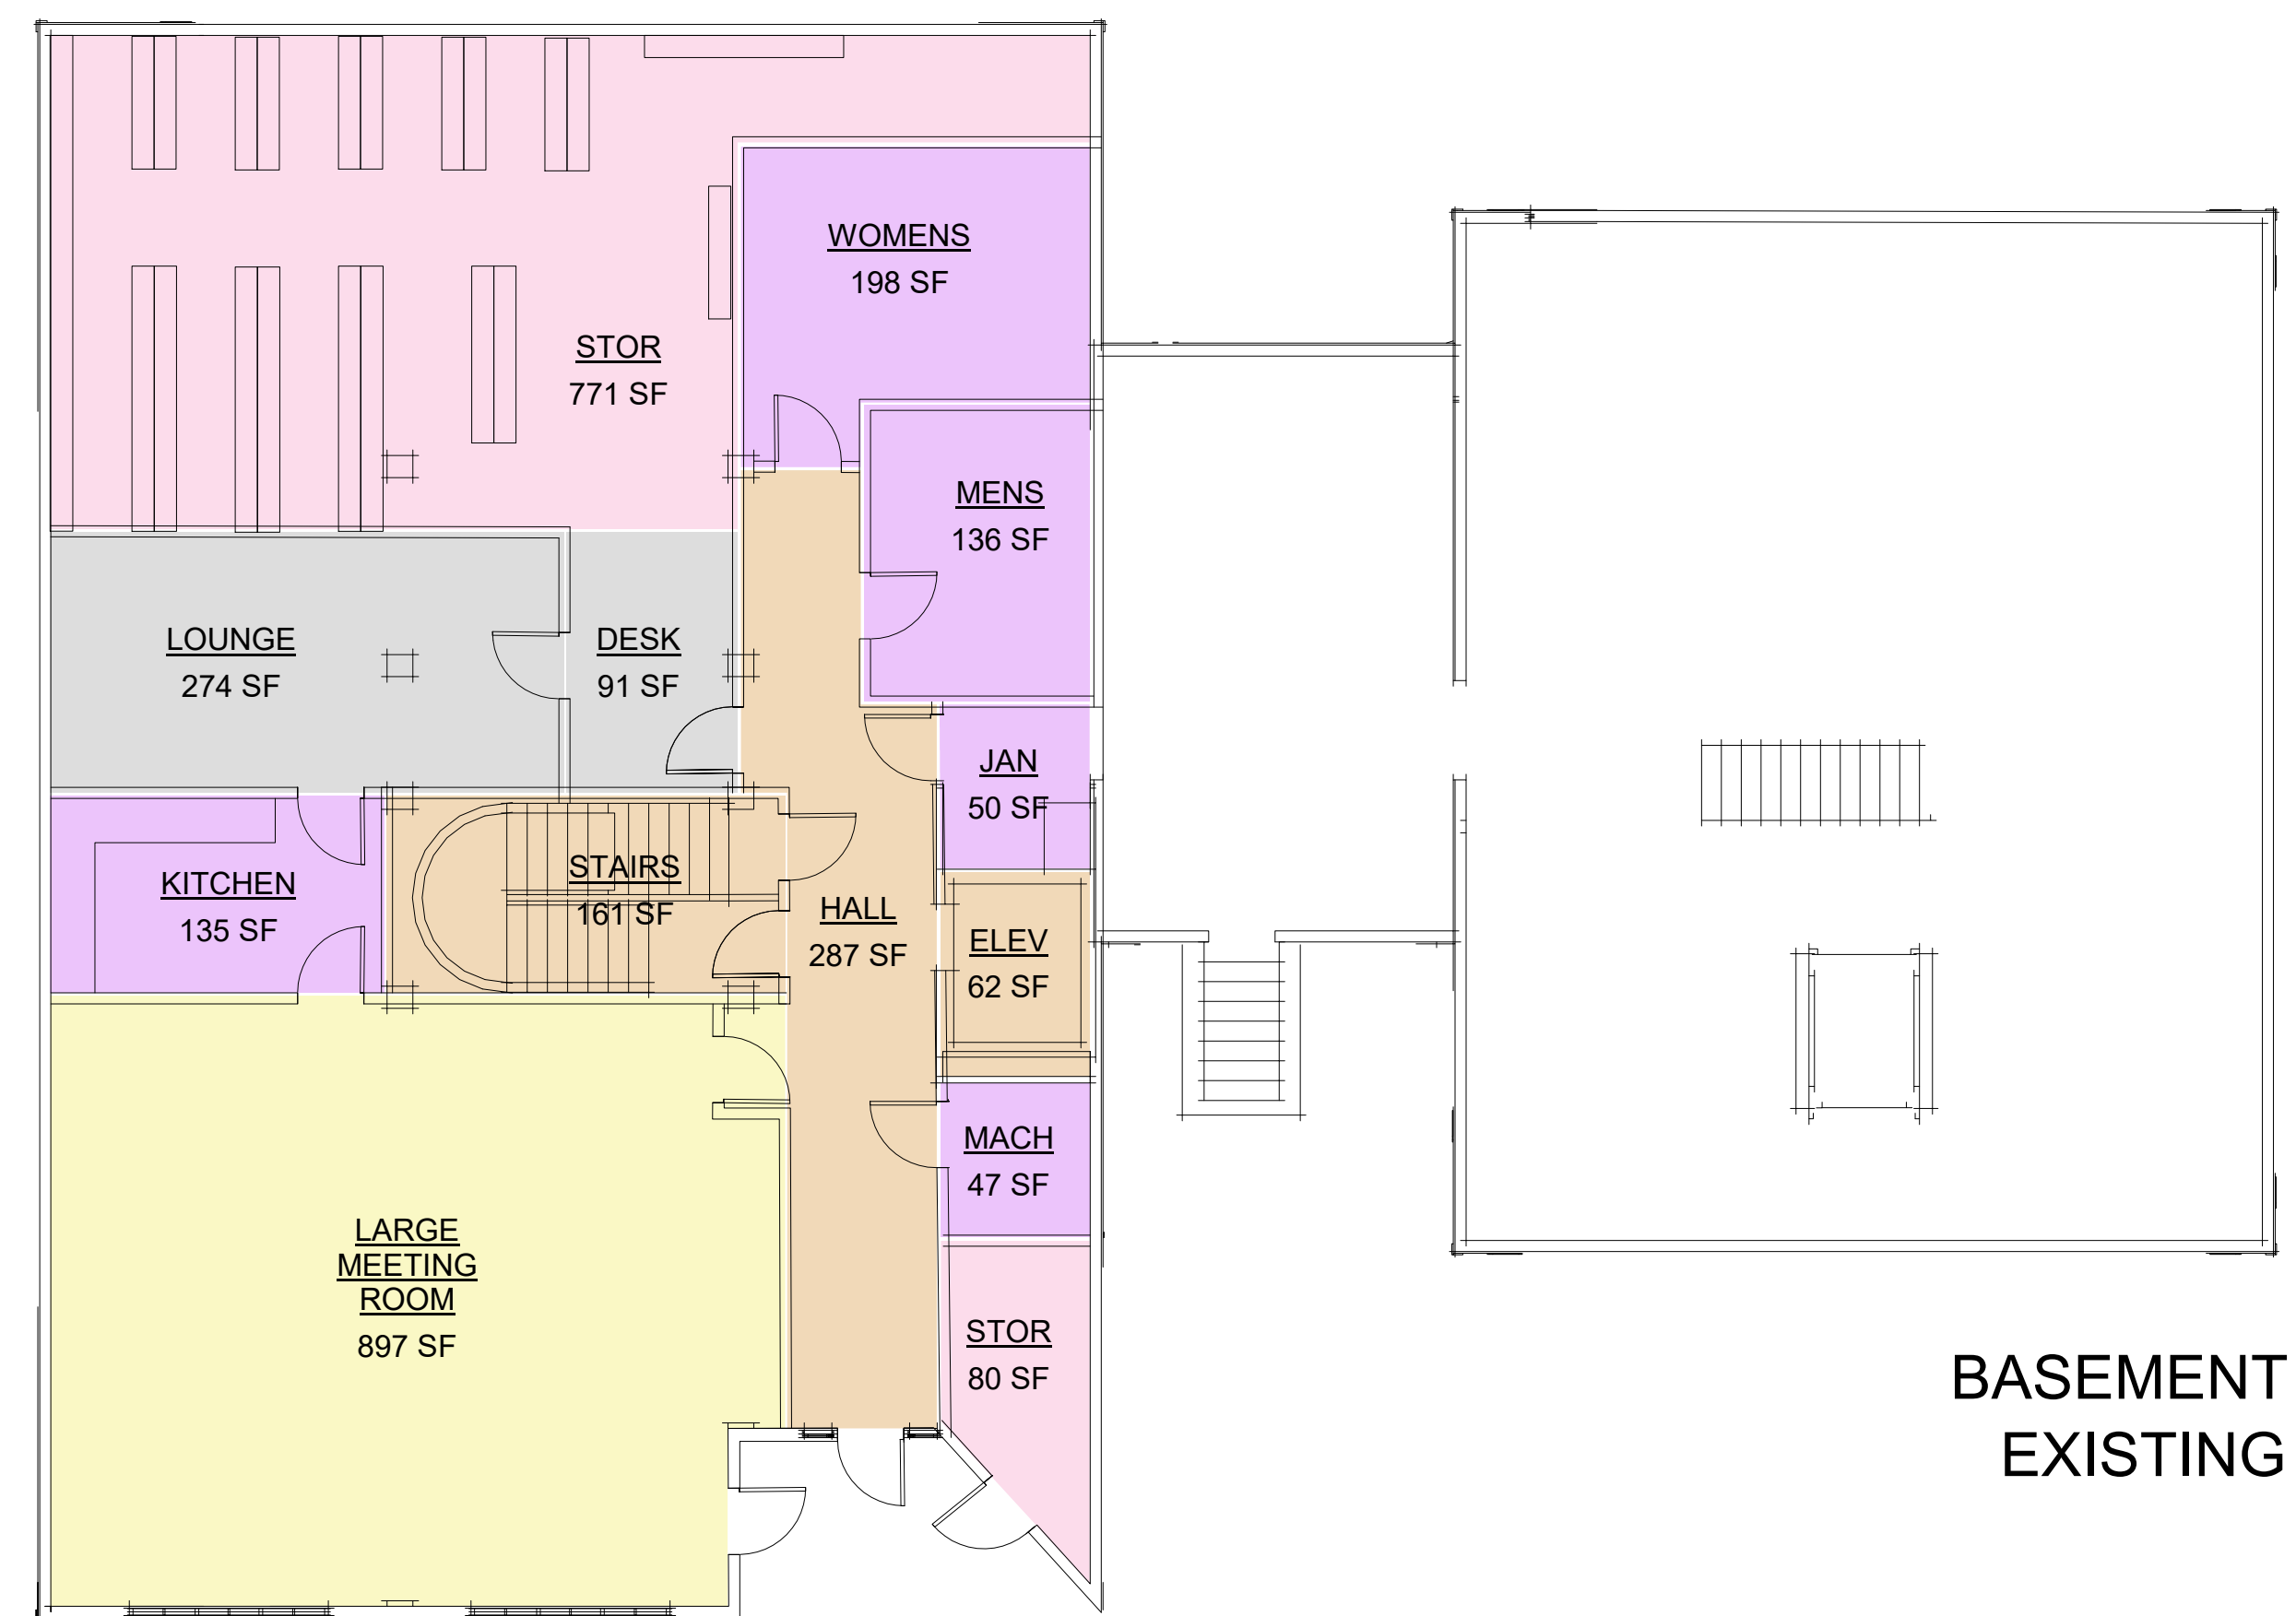 WOMENS
198 SF
STOR
771 SF
MENS
136 SF
LOUNGE
274 SF
DESK
91 SF
JAN
50 SF
KITCHEN
135 SF
STAIRS
161 SF
HALL
287 SF
ELEV
62 SF
MACH
47 SF
LARGE
MEETING
ROOM
897 SF
STOR
80 SF
BASEMENT
EXISTING